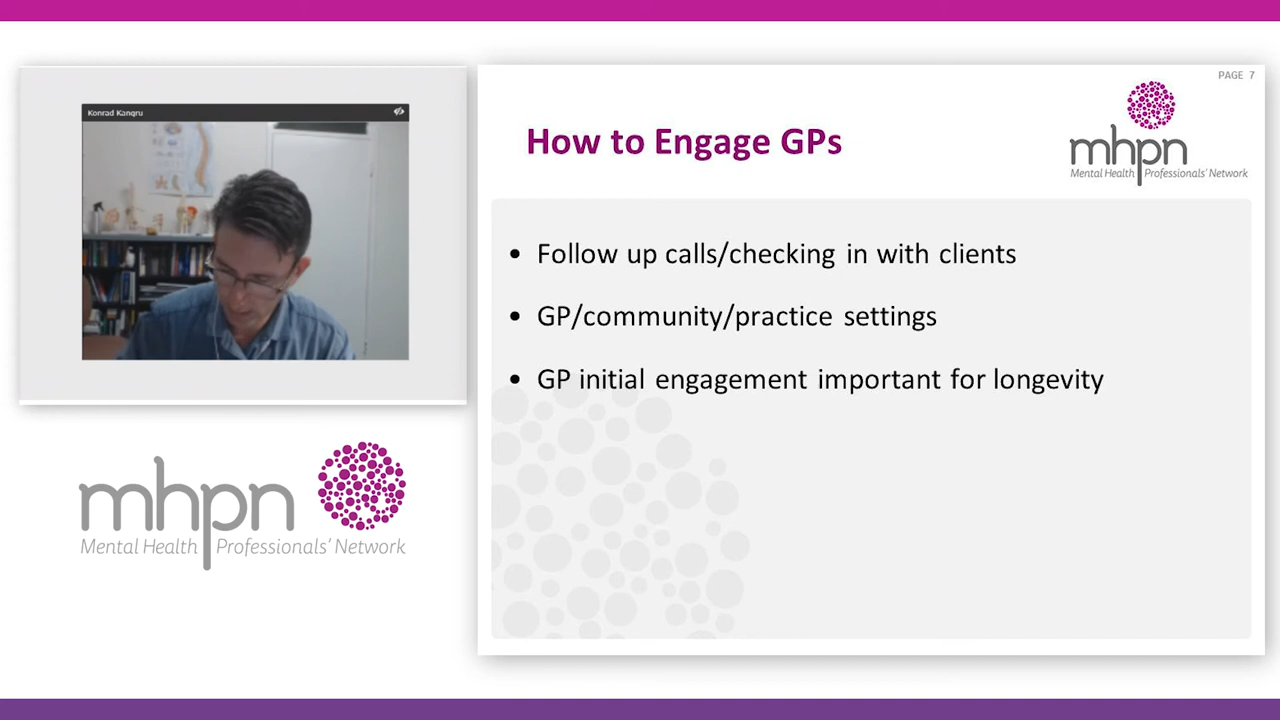 Konrad Kangru
PAGE 7
mhpn
Mental Health Professionals' Network
How to Engage GPs
• Follow up calls/checking in with clients
• GP/community/practice settings
• GP initial engagement important for longevity
mhpn
Mental Health Professionals' Network